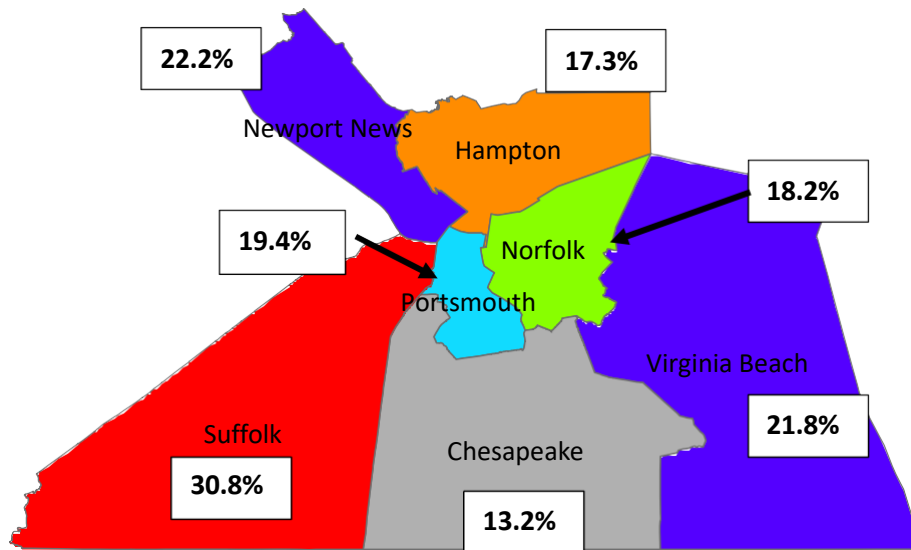 22.2%
17.3%
Newport News
Hampton
18.2%
19.4%
Norfolk
Portsmouth
Virginia Beach
21.8%
Suffolk
Chesapeake
30.8%
13.2%